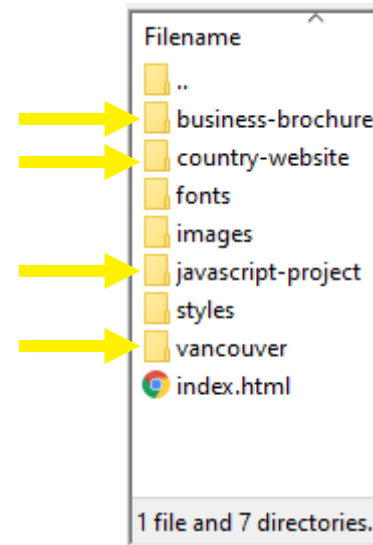 Filename
..
business-brochure
country-website
fonts
images
javascript-project
styles
vancouver
index.html
1 file and 7 directories.